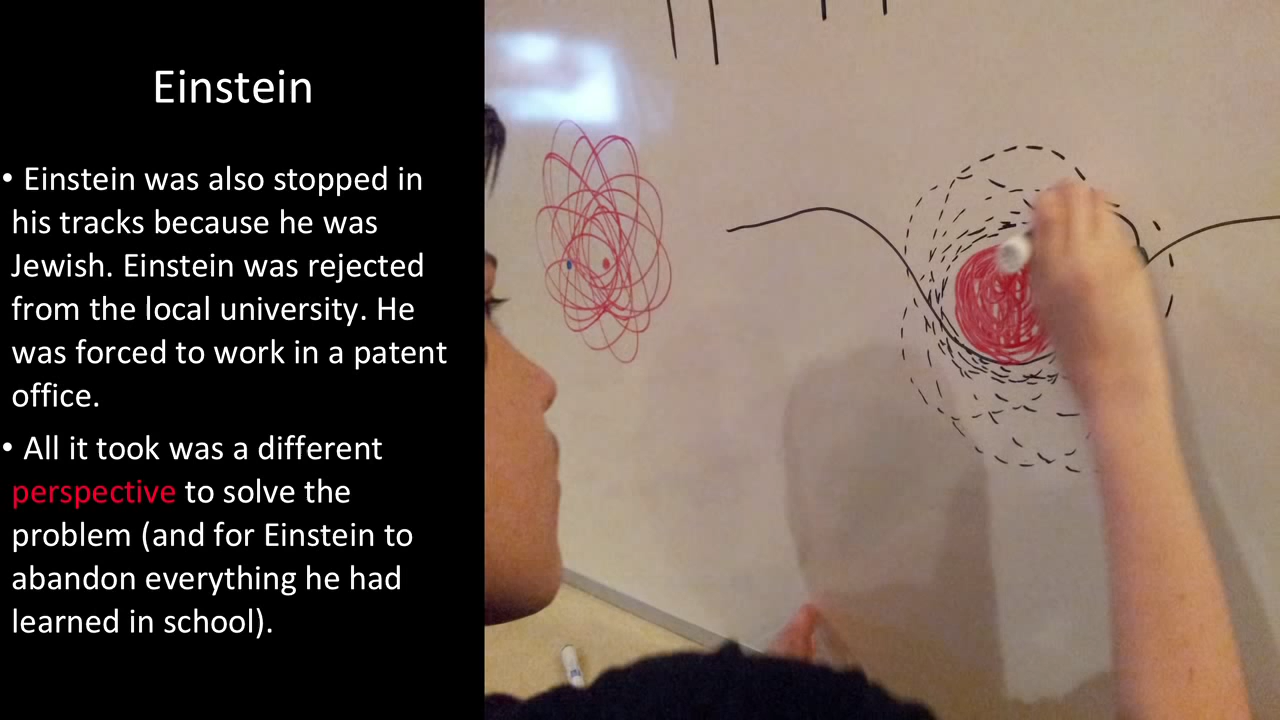 Einstein
• Einstein was also stopped in
his tracks because he was
Jewish. Einstein was rejected
from the local university. He
was forced to work in a patent
office.
• All it took was a different
perspective to solve the
problem (and for Einstein to
abandon everything he had
learned in school).